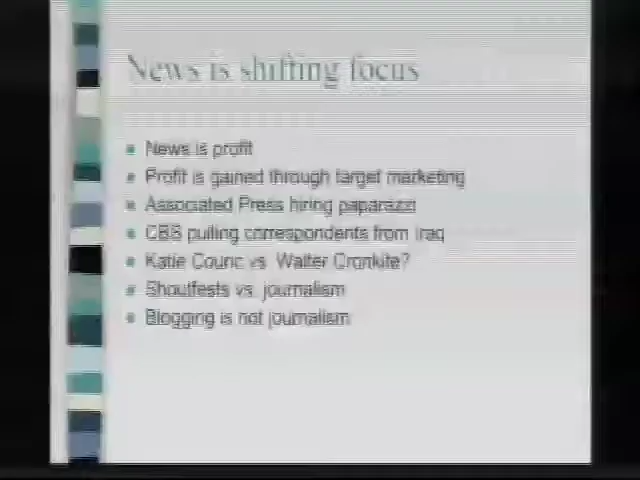 News is shifting focus
News is profit
Profit is gained through target marketing
Associated Press hiring paparazzi
CBS pulling correspondents from Iraq
Katie Couric vs. Walter Cronkite?
Shoutfests vs. journalism
Blogging is not journalism